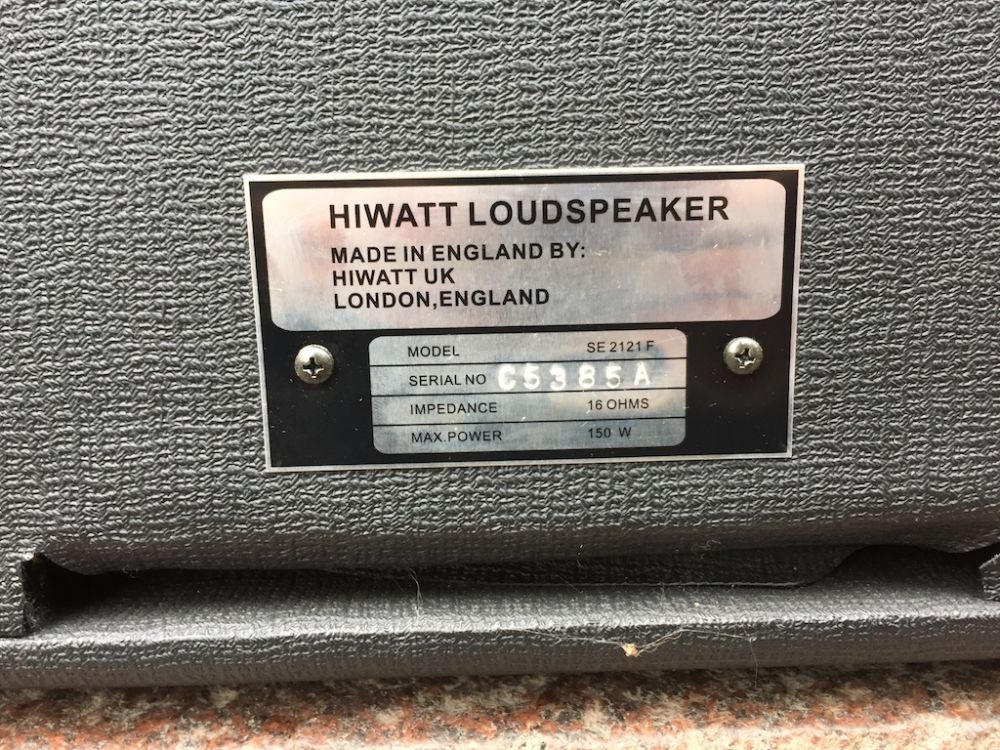 HIWATT LOUDSPEAKER
MADE IN ENGLAND BY:
HIWATT UK
LONDON,ENGLAND
MODEL SE 2121 F
SERIAL NO C5385A
IMPEDANCE 16 OHMS
MAX.POWER 150 W